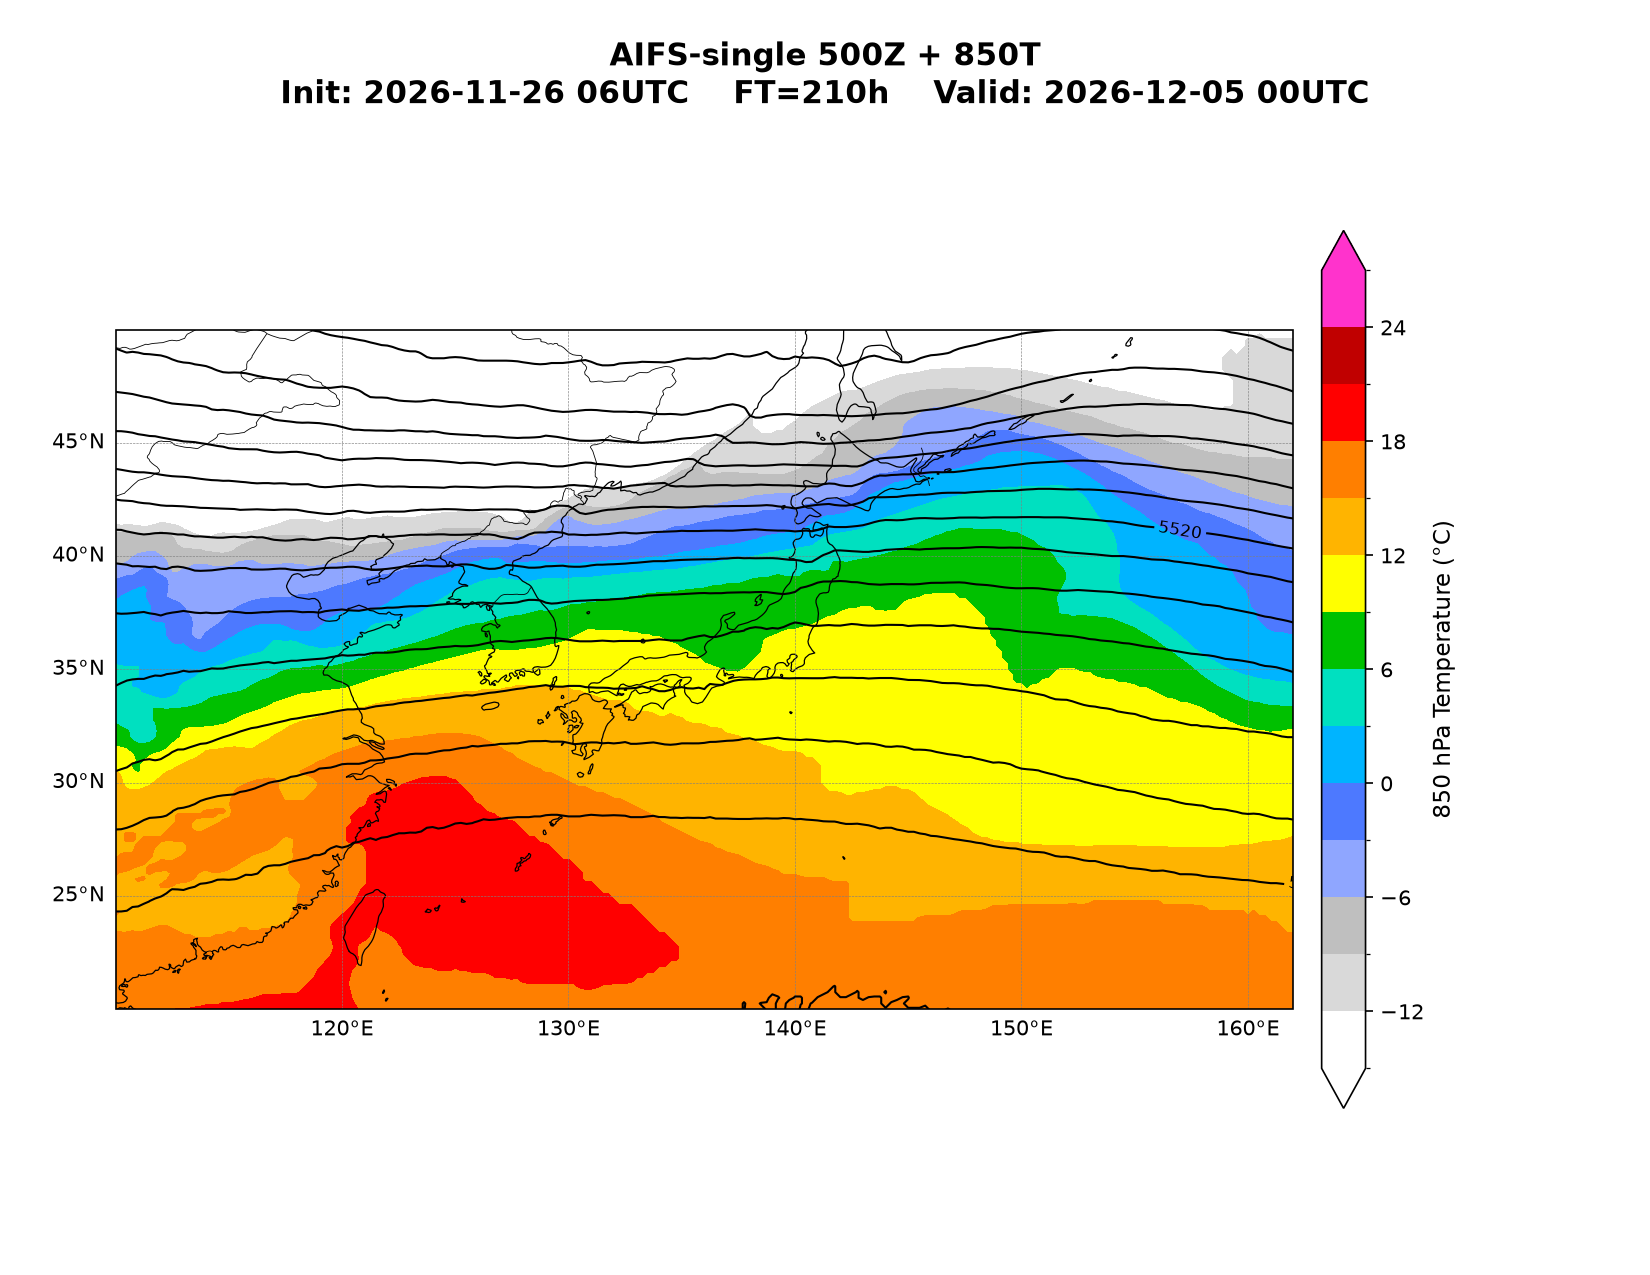 AIFS-single 500Z + 850T
Init: 2026-11-26 06UTC    FT=210h    Valid: 2026-12-05 00UTC
45°N
40°N
35°N
30°N
25°N
120°E
130°E
140°E
150°E
160°E
5520
24
18
12
6
0
−6
−12
850 hPa Temperature (°C)